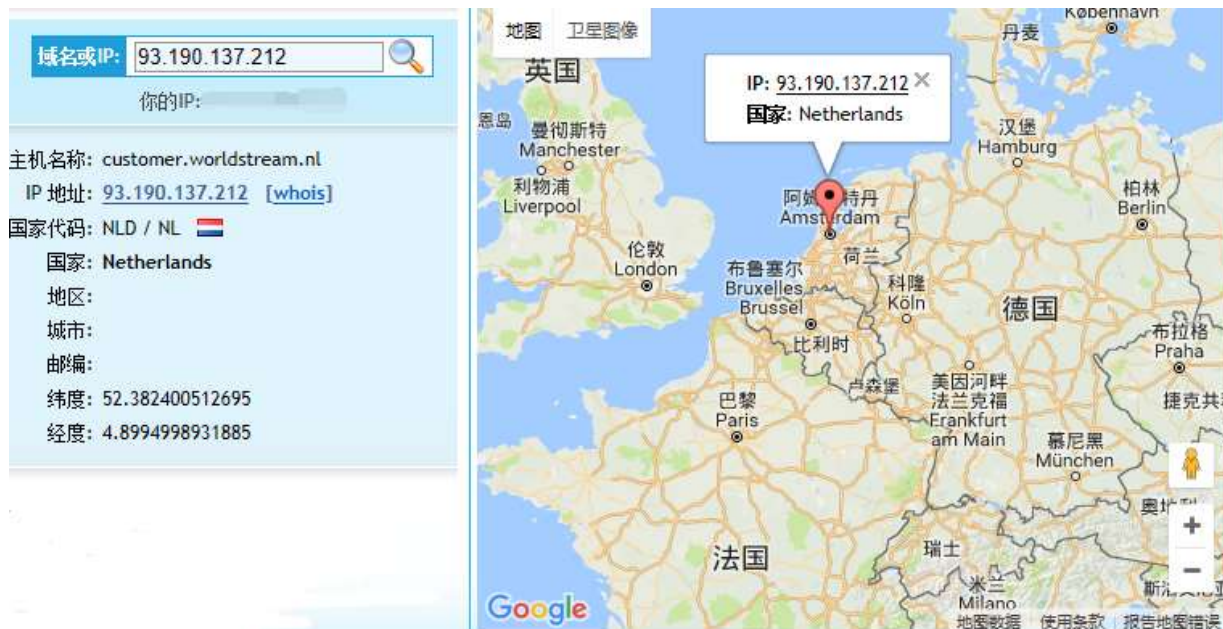 域名或IP: 93.190.137.212
你的IP:
主机名称: customer.worldstream.nl
IP 地址: 93.190.137.212 [whois]
国家代码: NLD / NL
国家: Netherlands
地区:
城市:
邮编:
纬度: 52.382400512695
经度: 4.8994998931885
地图 卫星图像
IP: 93.190.137.212
国家: Netherlands
København
丹麦
英国
恩岛
曼彻斯特
Manchester
利物浦
Liverpool
伦敦
London
汉堡
Hamburg
柏林
Berlin
Amsterdam
荷兰
布鲁塞尔
Bruxelles
Brussel
比利时
科隆
Köln
德国
布拉格
Praha
卢森堡
美因河畔
法兰克福
Frankfurt
am Main
巴黎
Paris
捷克共
慕尼黑
München
法国
瑞士
米兰
Milano
Google
地图数据 使用条款 报告地图错误